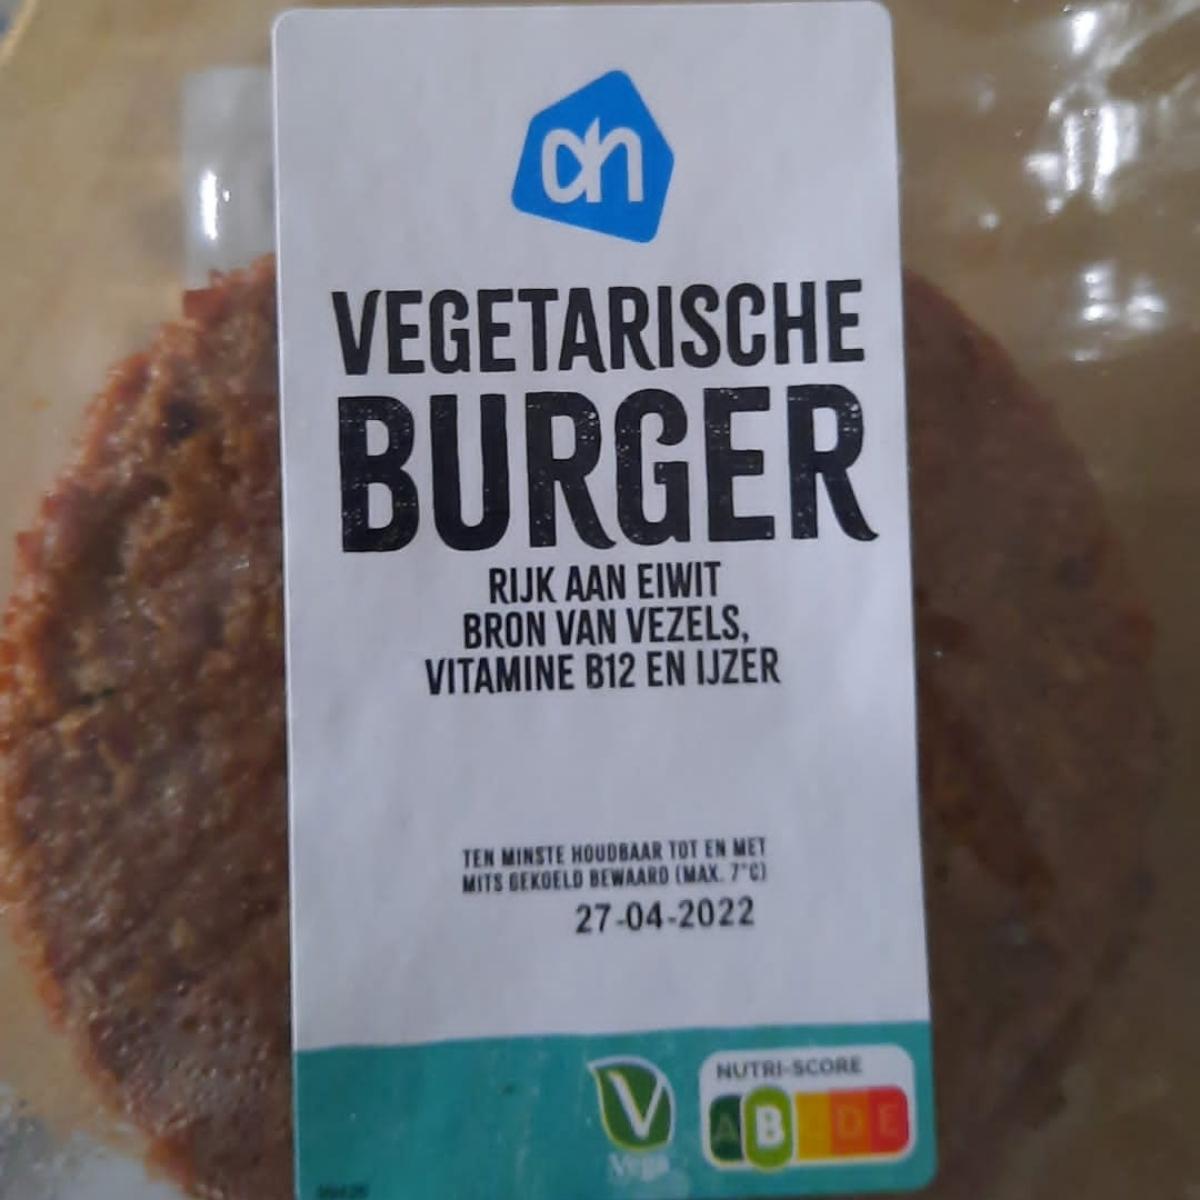 ah
VEGETARISCHE
BURGER
RIJK AAN EIWIT
BRON VAN VEZELS,
VITAMINE B12 EN IJZER
TEN MINSTE HOUDBAAR TOT EN MET
MITS GEKOELD BEWAARD (MAX. 7°C)
27-04-2022
V
Vega
NUTRI-SCORE
A B C D E